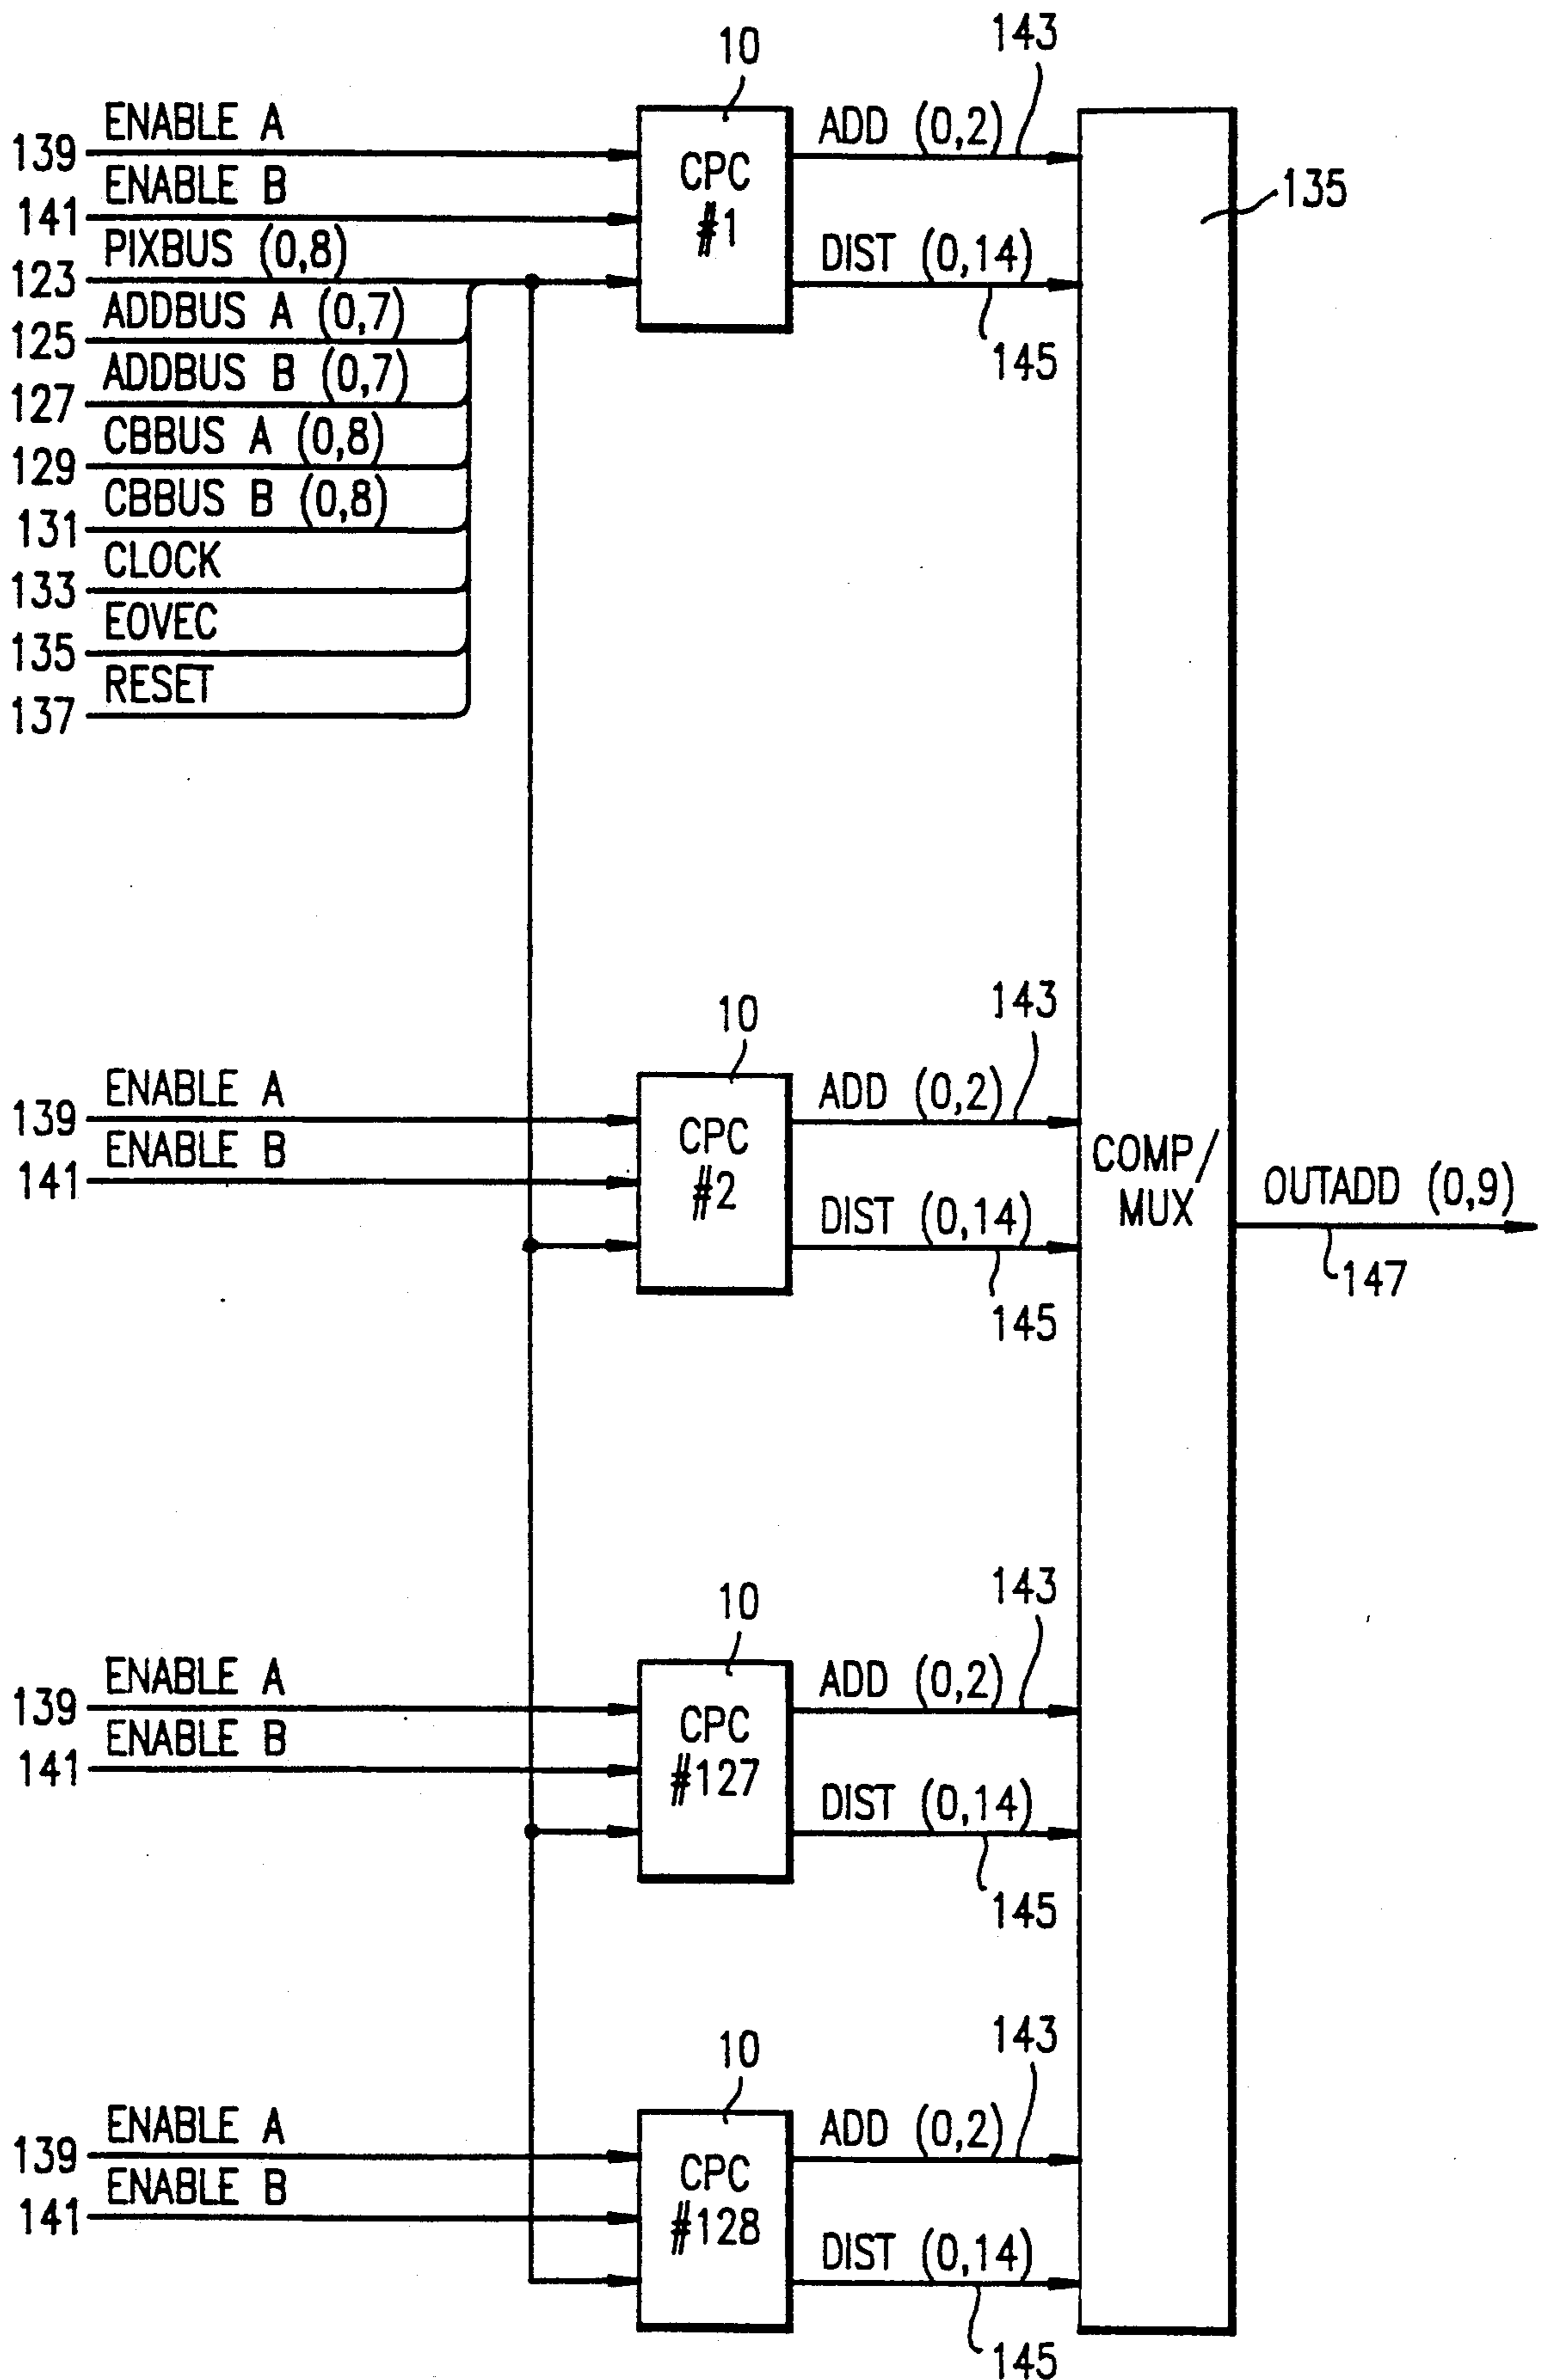 10
143
ENABLE A
139
ENABLE B
141
PIXBUS (0,8)
123
ADDBUS A (0,7)
125
ADDBUS B (0,7)
127
CBBUS A (0,8)
129
CBBUS B (0,8)
131
CLOCK
133
EOVEC
135
RESET
137
CPC
#1
ADD (0,2)
DIST (0,14)
145
135
10
143
ENABLE A
139
ENABLE B
141
CPC
#2
ADD (0,2)
DIST (0,14)
145
COMP/
MUX
OUTADD (0,9)
147
10
143
ENABLE A
139
ENABLE B
141
CPC
#127
ADD (0,2)
DIST (0,14)
145
10
143
ENABLE A
139
ENABLE B
141
CPC
#128
ADD (0,2)
DIST (0,14)
145